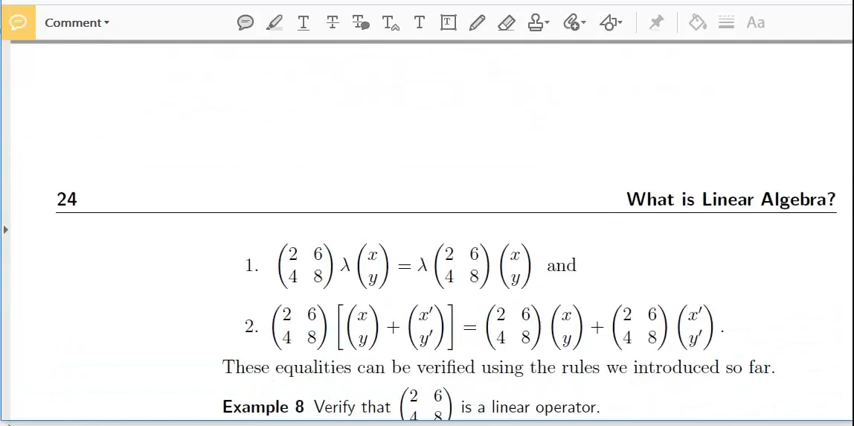 Comment
24 What is Linear Algebra?
1. (2 6 4 8) λ (x y) = λ (2 6 4 8) (x y) and
2. (2 6 4 8) [(x y) + (x′ y′)] = (2 6 4 8) (x y) + (2 6 4 8) (x′ y′) .
These equalities can be verified using the rules we introduced so far.
Example 8 Verify that (2 6 4 8) is a linear operator.